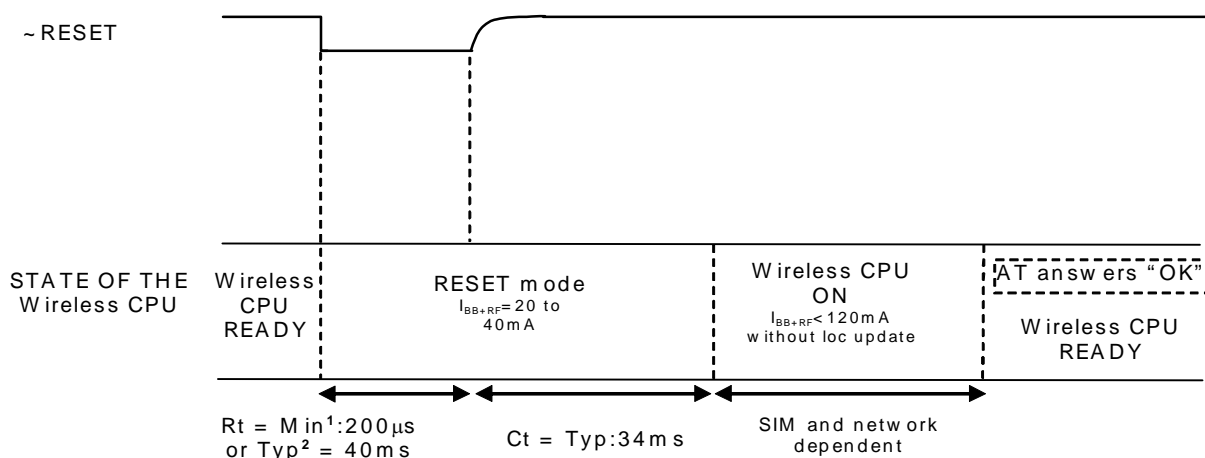 ~RESET
STATE OF THE
Wireless CPU
Wireless
CPU
READY
RESET mode
I_BB+RF=20 to
40mA
Wireless CPU
ON
I_BB+RF<120mA
without loc update
AT answers “OK”
Wireless CPU
READY
Rt = Min¹:200μs
or Typ² = 40ms
Ct = Typ:34ms
SIM and network
dependent